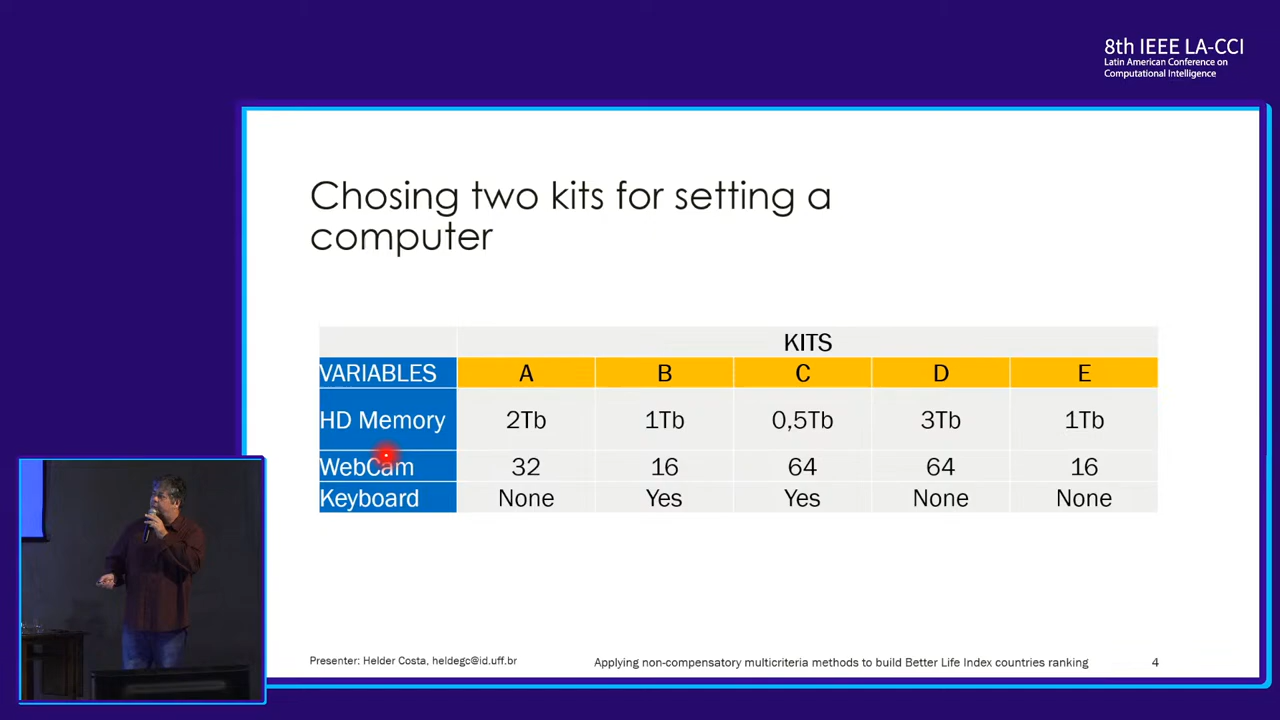 8th IEEE LA-CCI
Latin American Conference on
Computational Intelligence
Chosing two kits for setting a
computer
KITS
VARIABLES A B C D E
HD Memory 2Tb 1Tb 0,5Tb 3Tb 1Tb
WebCam 32 16 64 64 16
Keyboard None Yes Yes None None
Presenter: Helder Costa, heldegc@id.uff.br Applying non-compensatory multicriteria methods to build Better Life Index countries ranking 4